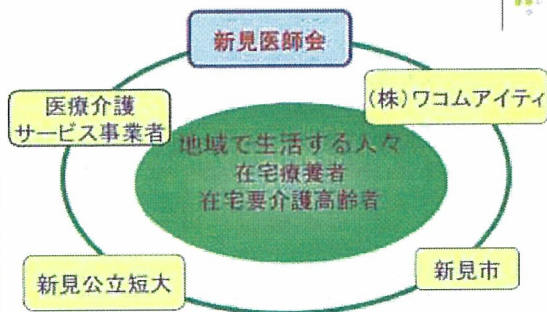 新見医師会
医療介護
サービス事業者
(株)ワコムアイティ
地域で生活する人々
在宅療養者
在宅要介護高齢者
新見公立短大
新見市